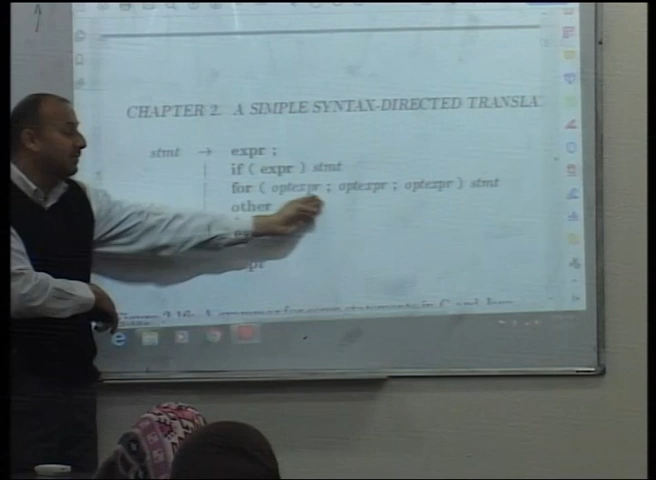 CHAPTER 2. A SIMPLE SYNTAX-DIRECTED TRANSLA
stmt → expr ;
| if ( expr ) stmt
| for ( optexpr ; optexpr ; optexpr ) stmt
| other